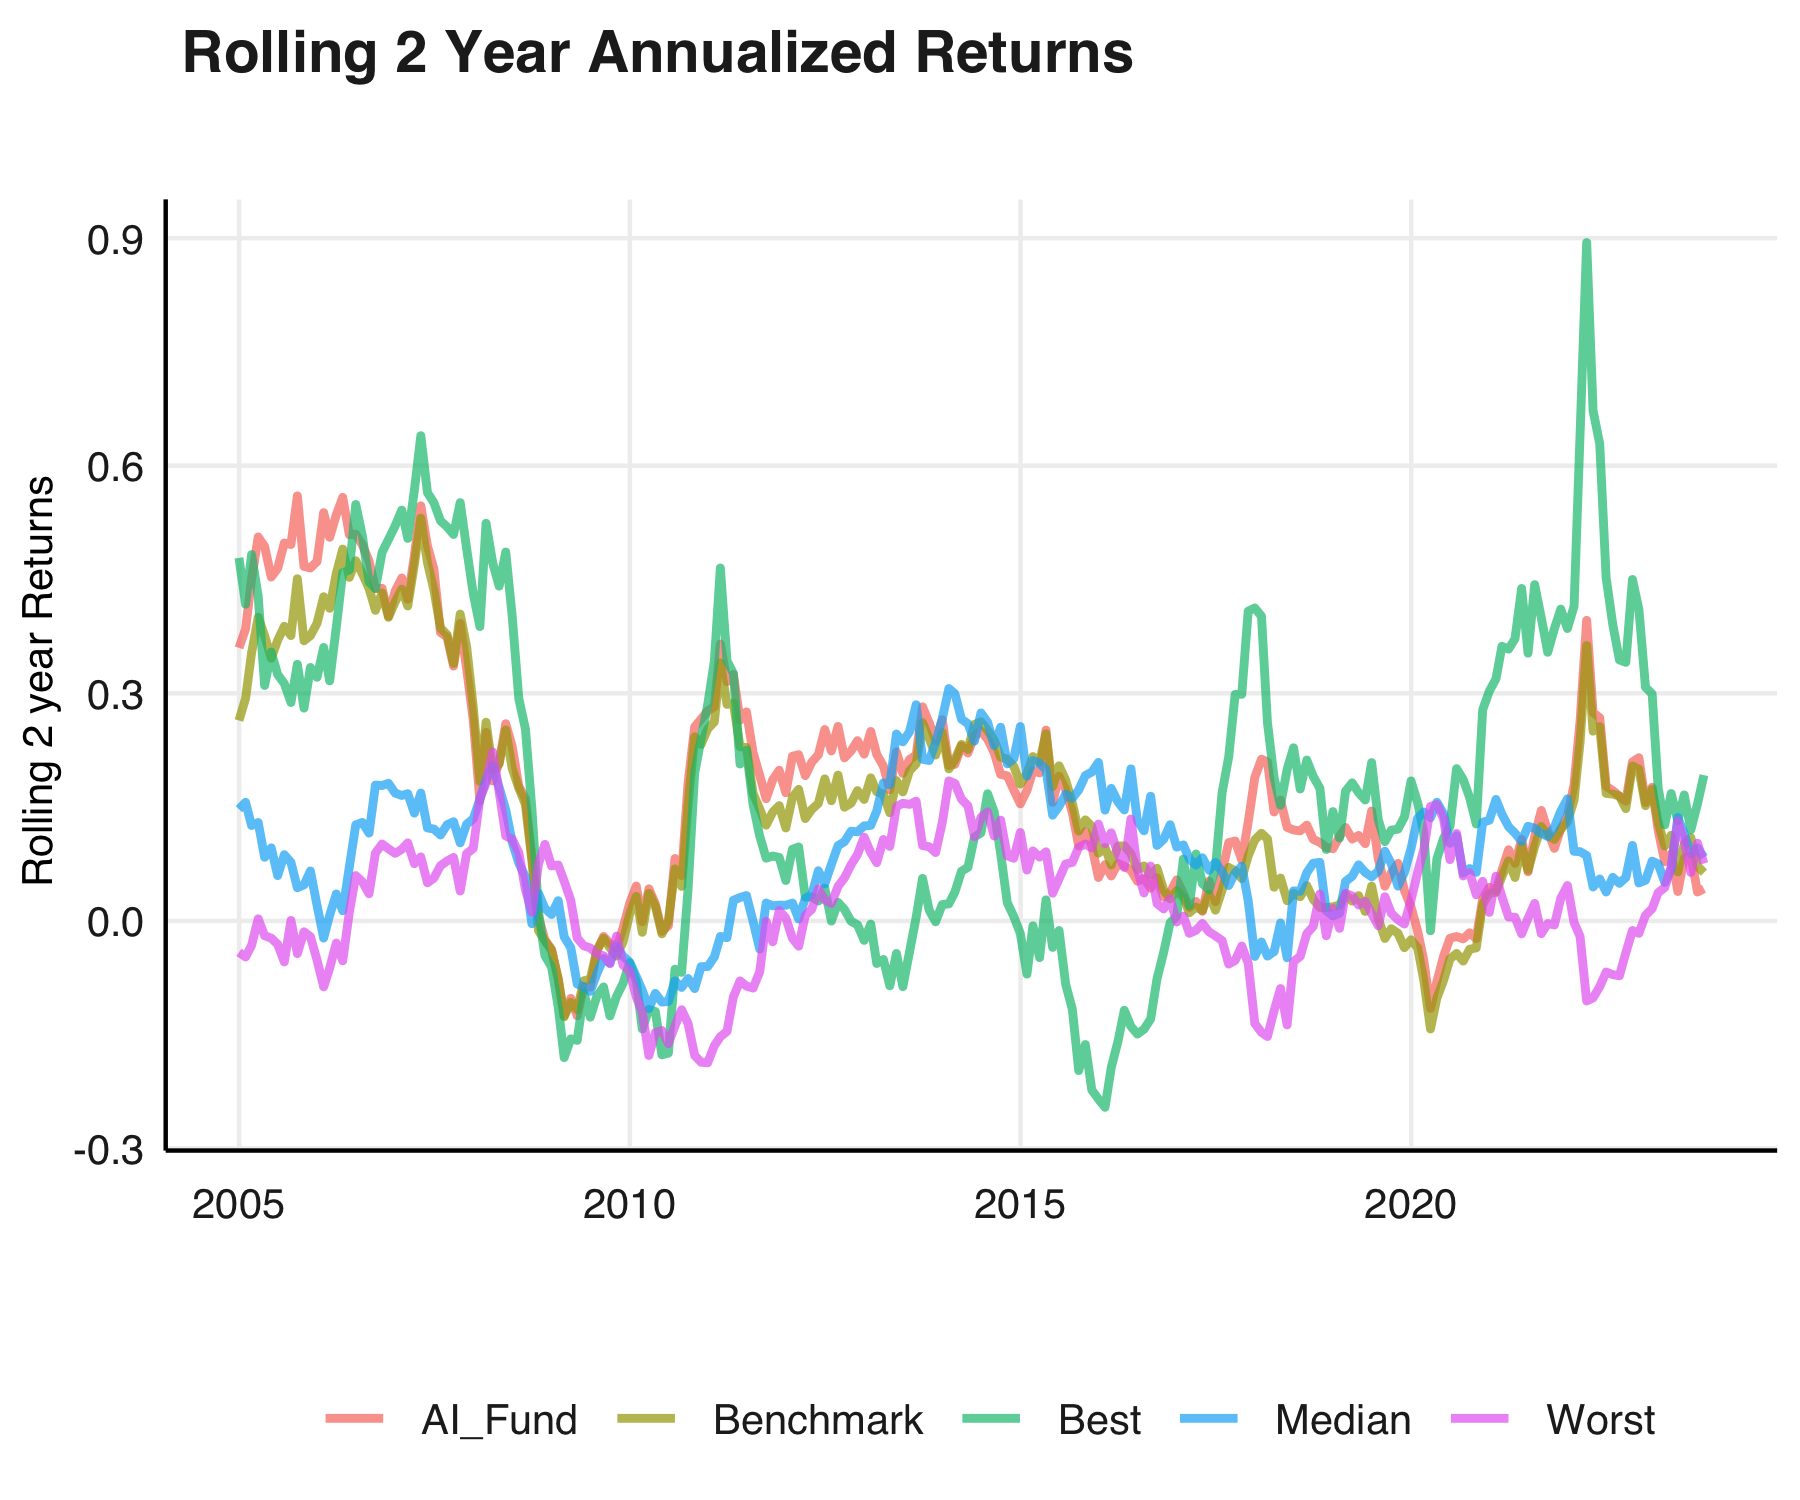 Rolling 2 Year Annualized Returns
Rolling 2 year Returns
0.9
0.6
0.3
0.0
-0.3
2005 2010 2015 2020
AI_Fund Benchmark Best Median Worst